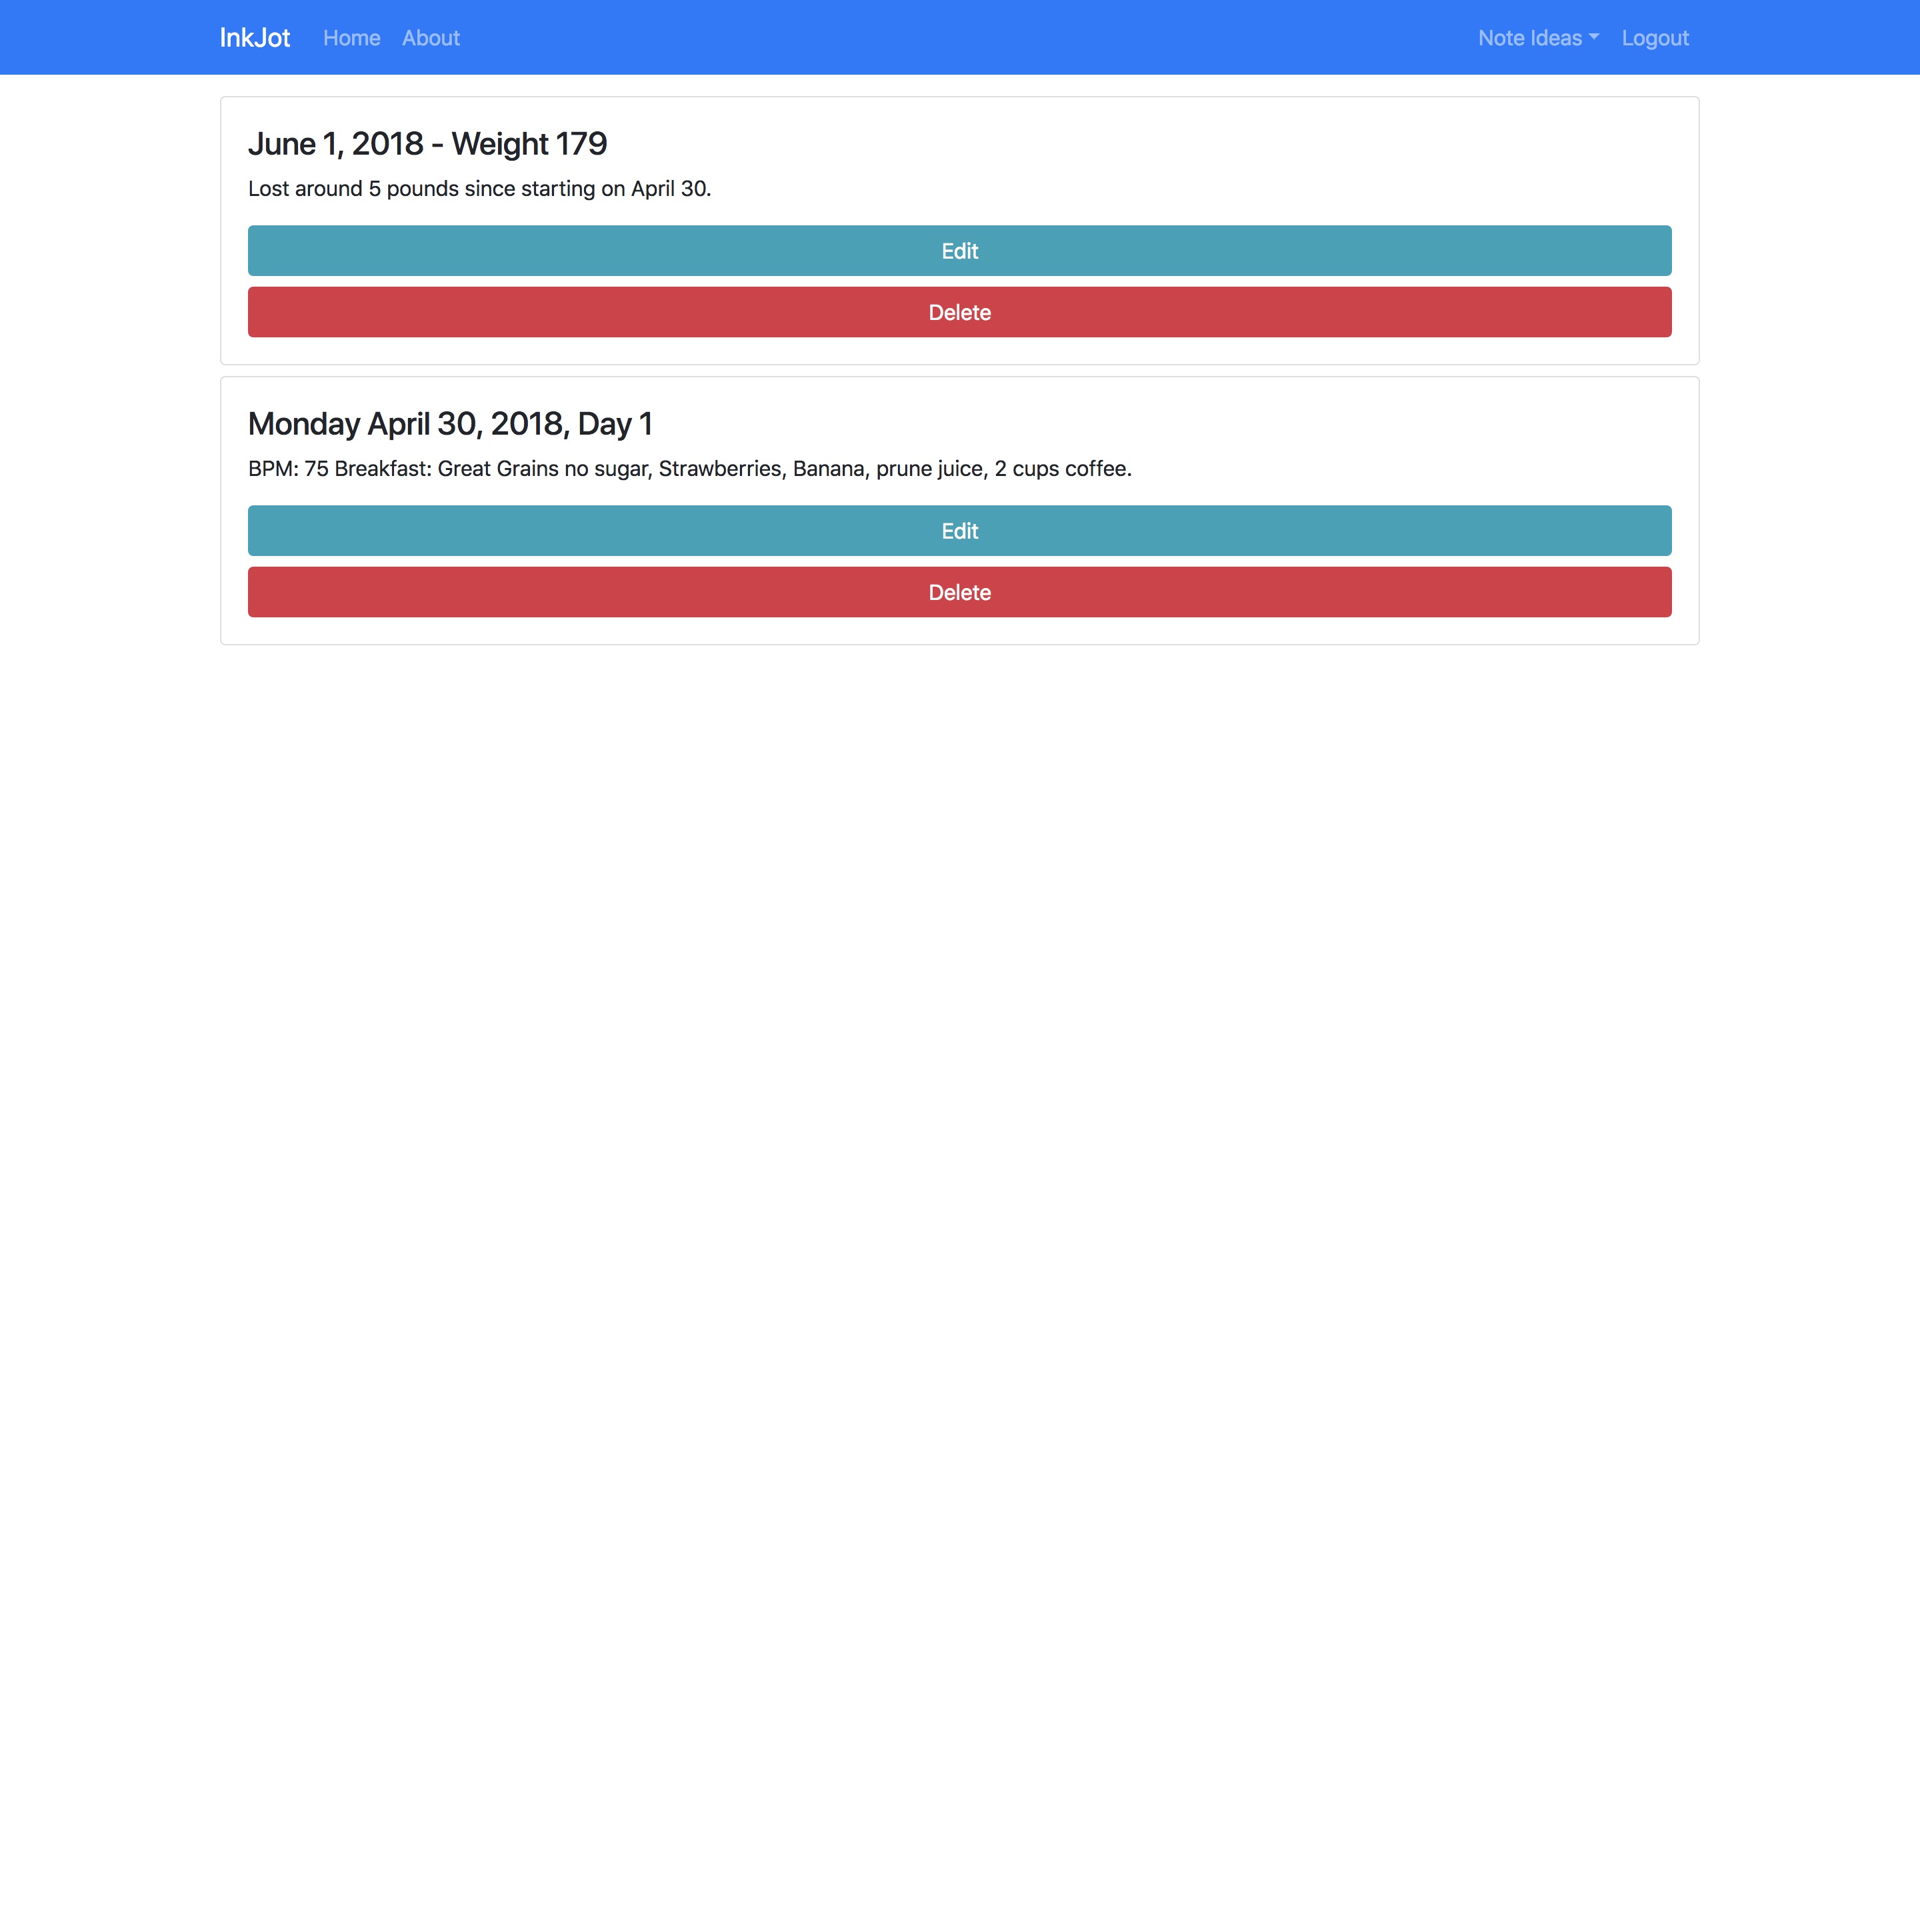 InkJot Home About Note Ideas Logout
June 1, 2018 - Weight 179
Lost around 5 pounds since starting on April 30.
Edit
Delete
Monday April 30, 2018, Day 1
BPM: 75 Breakfast: Great Grains no sugar, Strawberries, Banana, prune juice, 2 cups coffee.
Edit
Delete